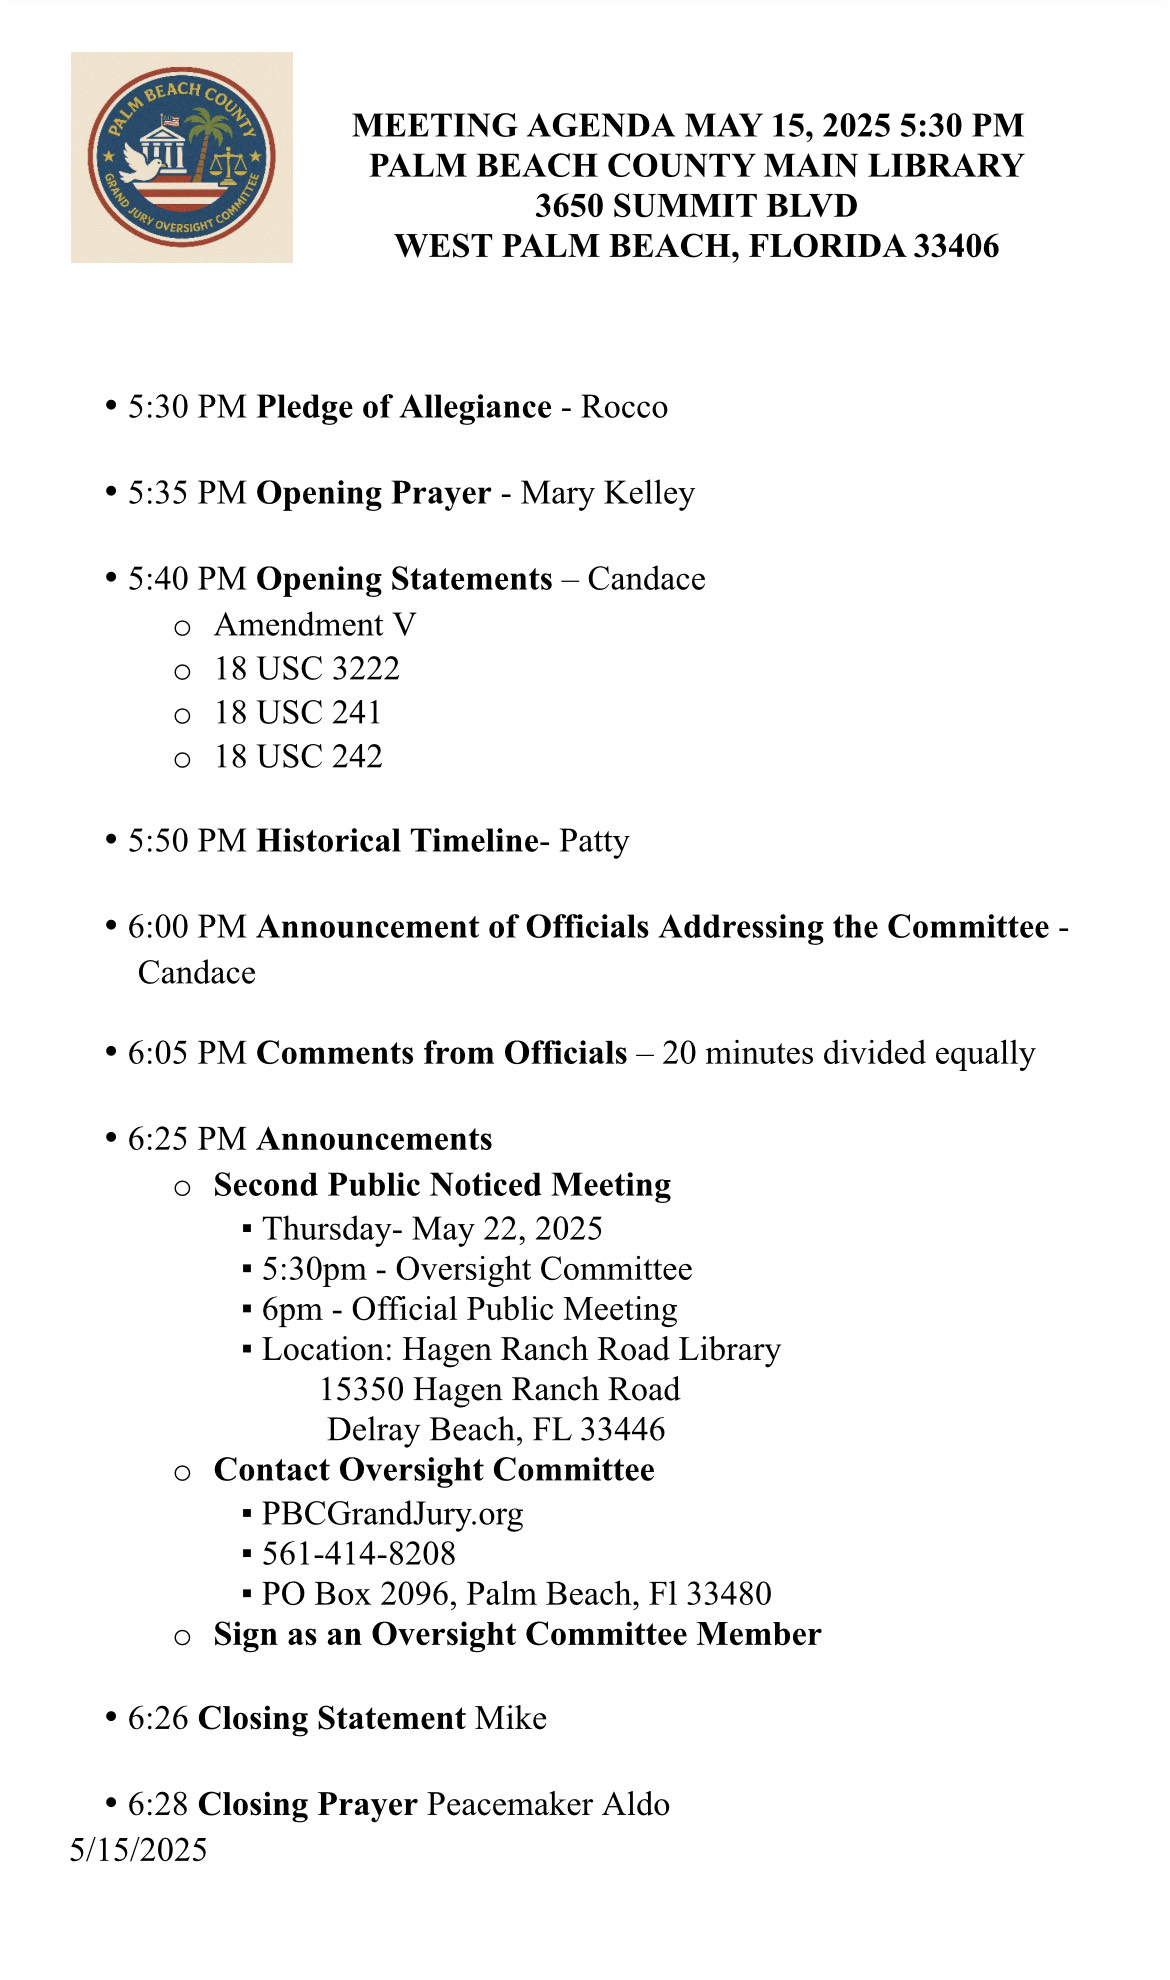 PALM BEACH COUNTY
GRAND JURY OVERSIGHT COMMITTEE
MEETING AGENDA MAY 15, 2025 5:30 PM
PALM BEACH COUNTY MAIN LIBRARY
3650 SUMMIT BLVD
WEST PALM BEACH, FLORIDA 33406
• 5:30 PM Pledge of Allegiance - Rocco
• 5:35 PM Opening Prayer - Mary Kelley
• 5:40 PM Opening Statements – Candace
o Amendment V
o 18 USC 3222
o 18 USC 241
o 18 USC 242
• 5:50 PM Historical Timeline- Patty
• 6:00 PM Announcement of Officials Addressing the Committee -
Candace
• 6:05 PM Comments from Officials – 20 minutes divided equally
• 6:25 PM Announcements
o Second Public Noticed Meeting
▪ Thursday- May 22, 2025
▪ 5:30pm - Oversight Committee
▪ 6pm - Official Public Meeting
▪ Location: Hagen Ranch Road Library
15350 Hagen Ranch Road
Delray Beach, FL 33446
o Contact Oversight Committee
▪ PBCGrandJury.org
▪ 561-414-8208
▪ PO Box 2096, Palm Beach, Fl 33480
o Sign as an Oversight Committee Member
• 6:26 Closing Statement Mike
• 6:28 Closing Prayer Peacemaker Aldo
5/15/2025